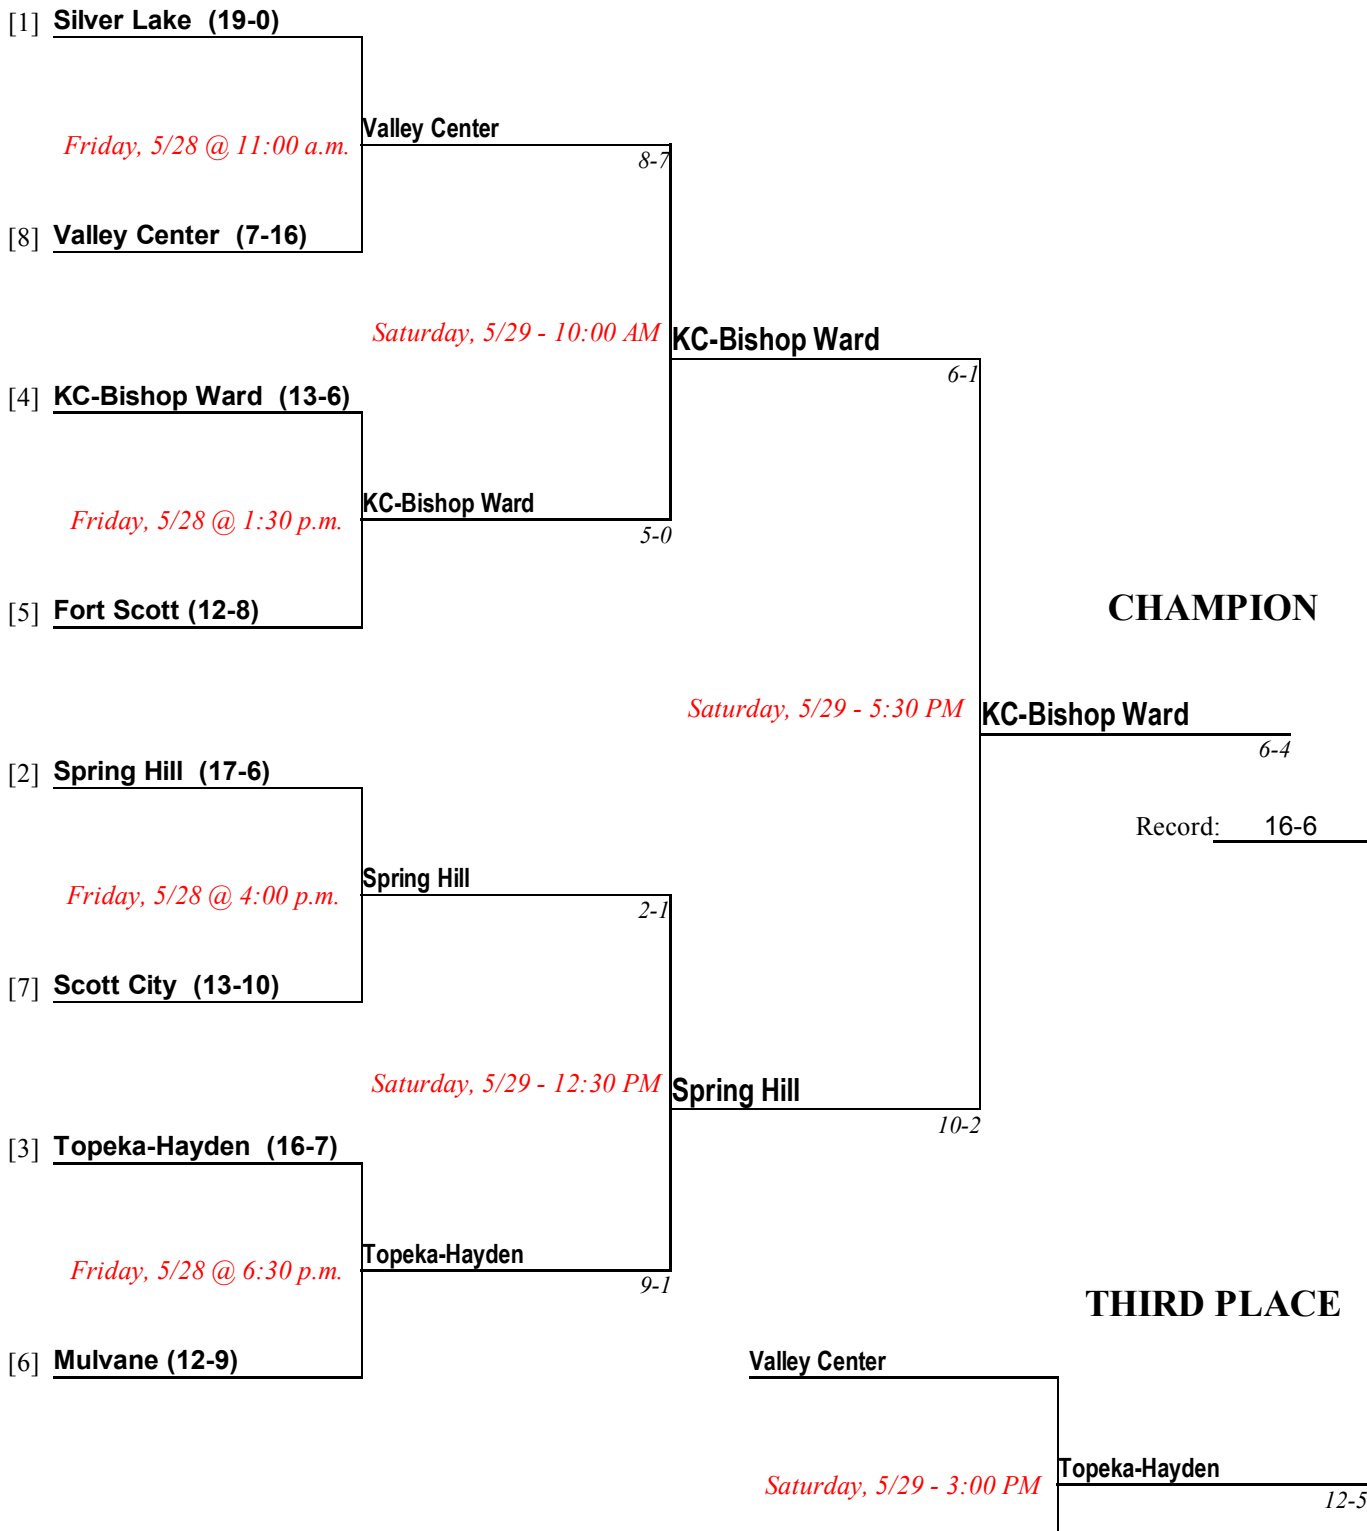 [1] Silver Lake (19-0)
Friday, 5/28 @ 11:00 a.m.
Valley Center
8-7
[8] Valley Center (7-16)
Saturday, 5/29 - 10:00 AM
KC-Bishop Ward
6-1
[4] KC-Bishop Ward (13-6)
Friday, 5/28 @ 1:30 p.m.
KC-Bishop Ward
5-0
[5] Fort Scott (12-8)
CHAMPION
Saturday, 5/29 - 5:30 PM
KC-Bishop Ward
6-4
Record: 16-6
[2] Spring Hill (17-6)
Friday, 5/28 @ 4:00 p.m.
Spring Hill
2-1
[7] Scott City (13-10)
Saturday, 5/29 - 12:30 PM
Spring Hill
10-2
[3] Topeka-Hayden (16-7)
Friday, 5/28 @ 6:30 p.m.
Topeka-Hayden
9-1
[6] Mulvane (12-9)
THIRD PLACE
Valley Center
Saturday, 5/29 - 3:00 PM
Topeka-Hayden
12-5